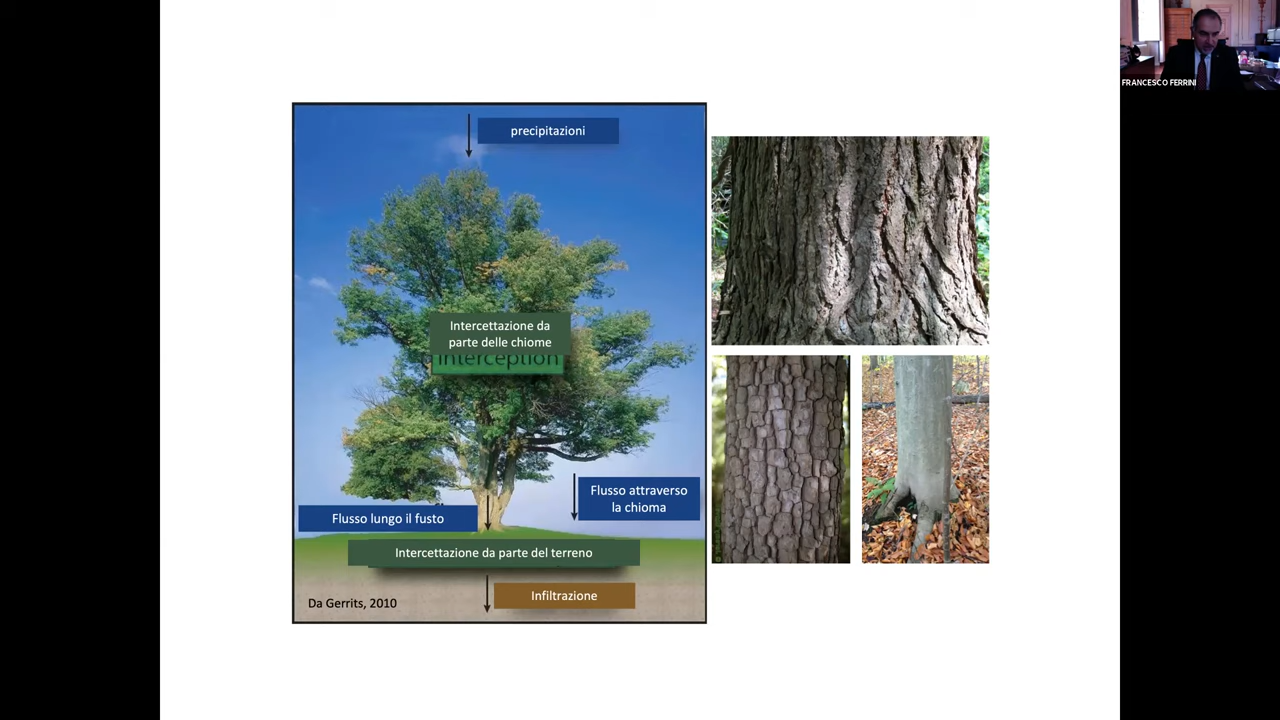 FRANCESCO FERRINI
precipitazioni
Intercettazione da
parte delle chiome
interception
Flusso attraverso
la chioma
Flusso lungo il fusto
Intercettazione da parte del terreno
Infiltrazione
Da Gerrits, 2010